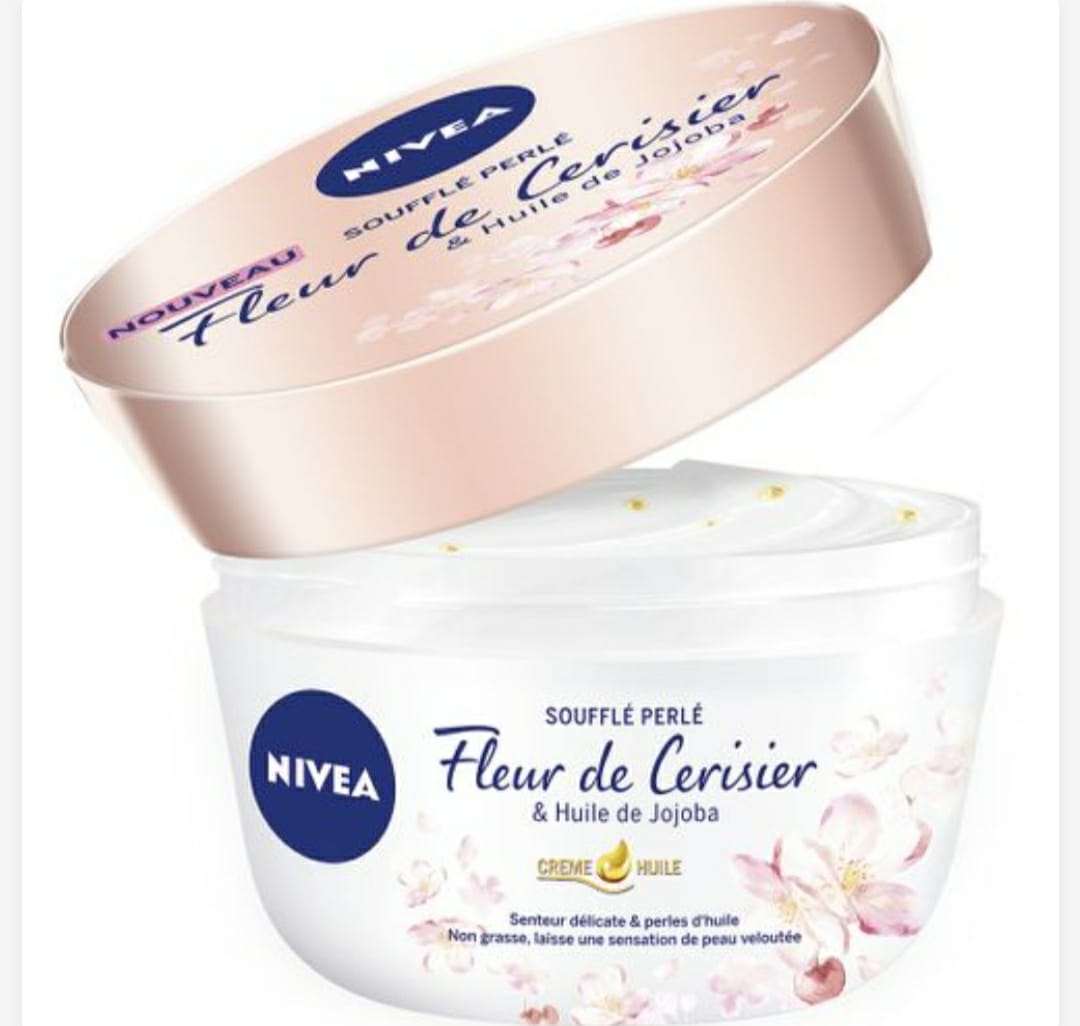 NIVEA
SOUFFLÉ PERLÉ
NOUVEAU
Fleur de Cerisier
& Huile de Jojoba
NIVEA
SOUFFLÉ PERLÉ
Fleur de Cerisier
& Huile de Jojoba
CREME HUILE
Senteur délicate & perles d'huile
Non grasse, laisse une sensation de peau veloutée